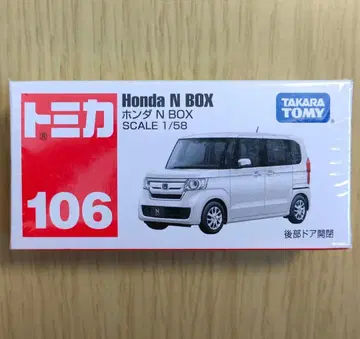 トミカ
®
106
Honda N BOX
ホンダ N BOX
SCALE 1/58
TAKARA
TOMY
後部ドア開閉